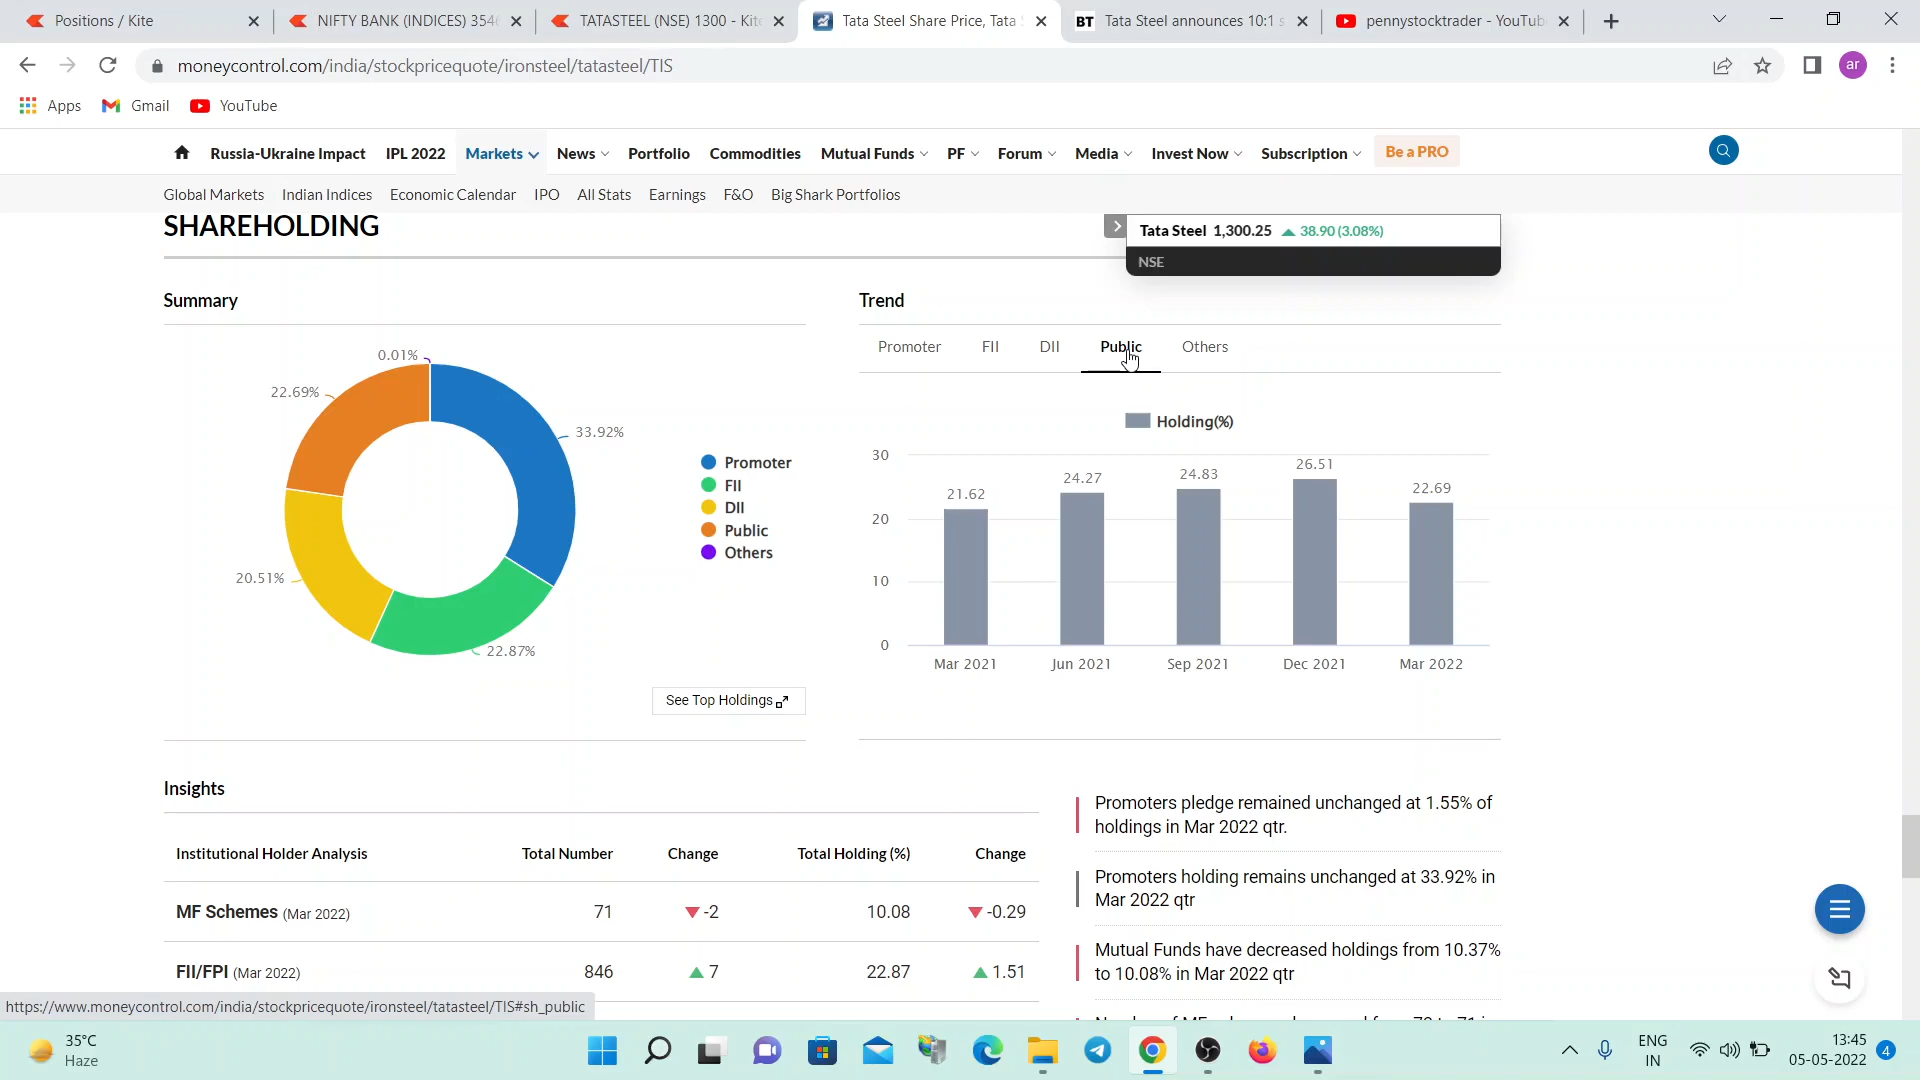 Positions / Kite
NIFTY BANK (INDICES) 354
TATASTEEL (NSE) 1300 - Kit
Tata Steel Share Price, Tata
BT Tata Steel announces 10:1 s
pennystocktrader - YouTub
moneycontrol.com/india/stockpricequote/ironsteel/tatasteel/TIS
ar
Apps Gmail YouTube
Russia-Ukraine Impact IPL 2022 Markets News Portfolio Commodities Mutual Funds PF Forum Media Invest Now Subscription Be a PRO
Global Markets Indian Indices Economic Calendar IPO All Stats Earnings F&O Big Shark Portfolios
SHAREHOLDING
Tata Steel 1,300.25 38.90 (3.08%)
NSE
Summary
0.01%
22.69%
33.92%
20.51%
22.87%
Promoter
FII
DII
Public
Others
See Top Holdings
Trend
Promoter FII DII Public Others
Holding(%)
30
20
10
0
21.62
24.27
24.83
26.51
22.69
Mar 2021 Jun 2021 Sep 2021 Dec 2021 Mar 2022
Insights
Institutional Holder Analysis Total Number Change Total Holding (%) Change
MF Schemes (Mar 2022) 71 -2 10.08 -0.29
FII/FPI (Mar 2022) 846 7 22.87 1.51
Promoters pledge remained unchanged at 1.55% of
holdings in Mar 2022 qtr.
Promoters holding remains unchanged at 33.92% in
Mar 2022 qtr
Mutual Funds have decreased holdings from 10.37%
to 10.08% in Mar 2022 qtr
https://www.moneycontrol.com/india/stockpricequote/ironsteel/tatasteel/TIS#sh_public
35°C
Haze
ENG
IN
13:45
05-05-2022
4